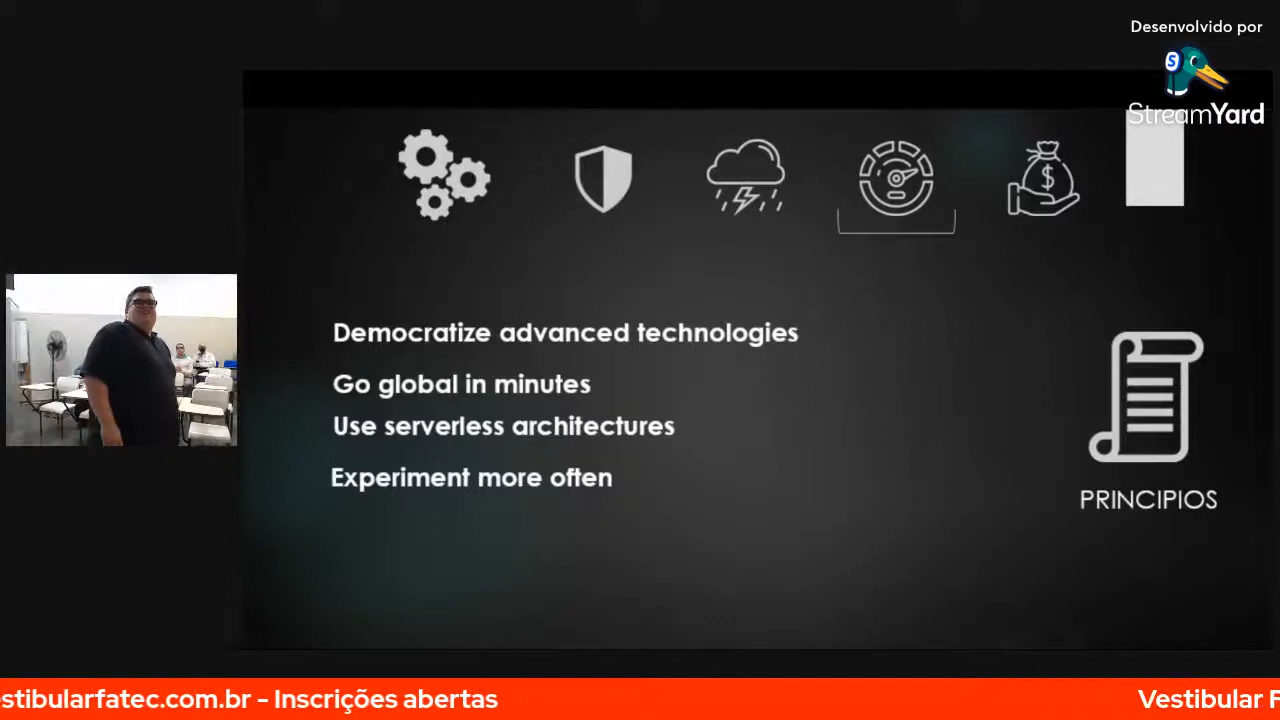 Desenvolvido por
StreamYard
Democratize advanced technologies
Go global in minutes
Use serverless architectures
Experiment more often
PRINCIPIOS
estibularfatec.com.br - Inscrições abertas
Vestibular F